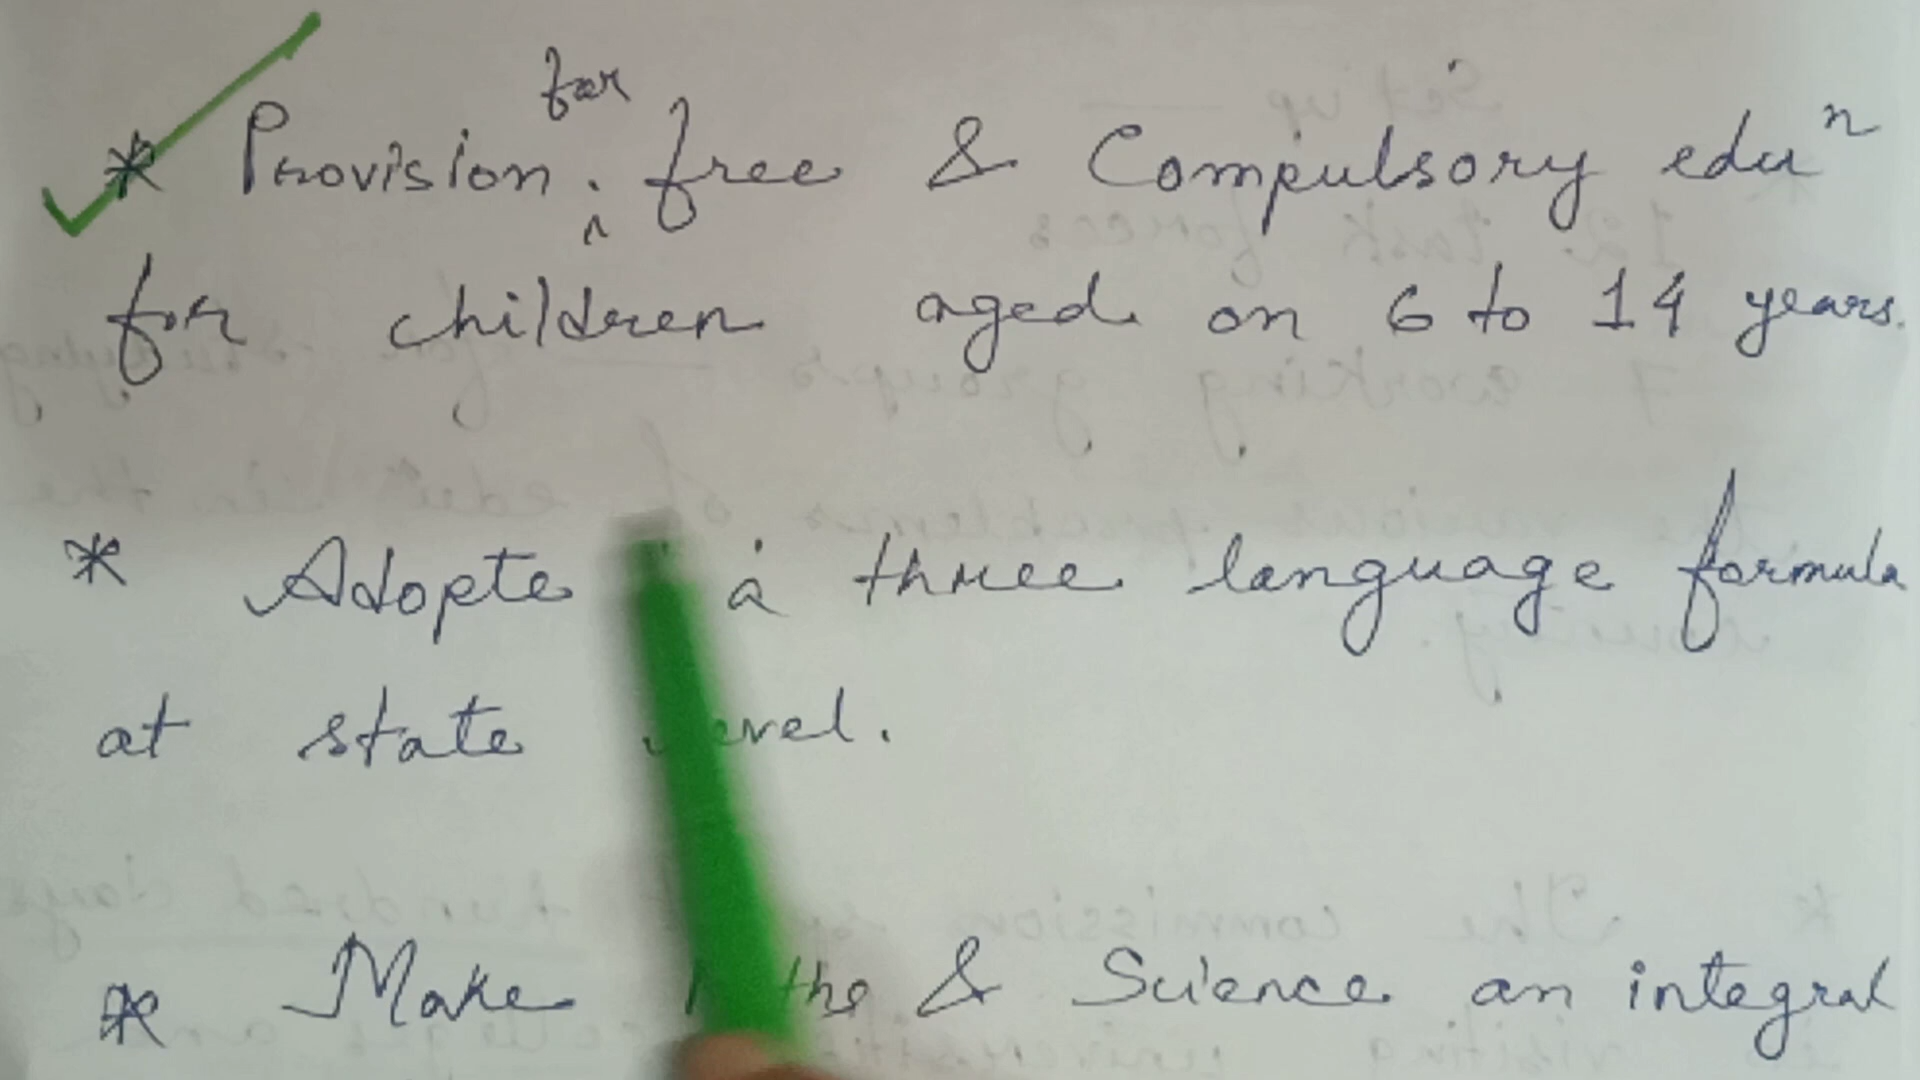 * Provision for free & Compulsory eduⁿ
for children aged on 6 to 14 years.
* Adopte a three language formula
at state level.
* Make & Science an integral